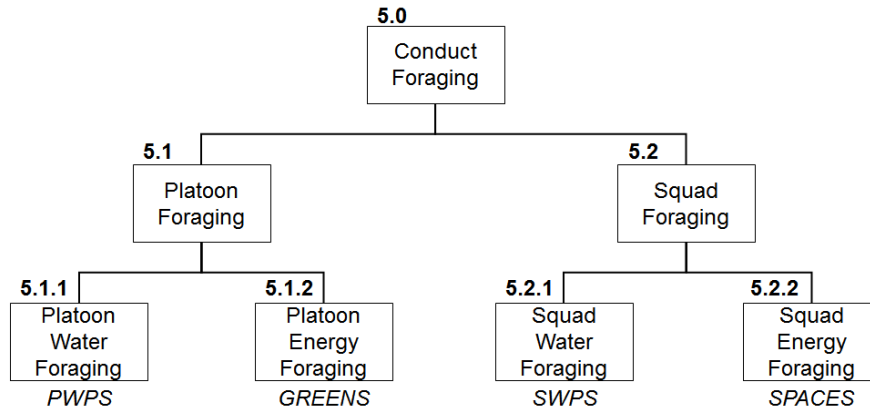 5.0
Conduct
Foraging
5.1
Platoon
Foraging
5.2
Squad
Foraging
5.1.1
Platoon
Water
Foraging
PWPS
5.1.2
Platoon
Energy
Foraging
GREENS
5.2.1
Squad
Water
Foraging
SWPS
5.2.2
Squad
Energy
Foraging
SPACES